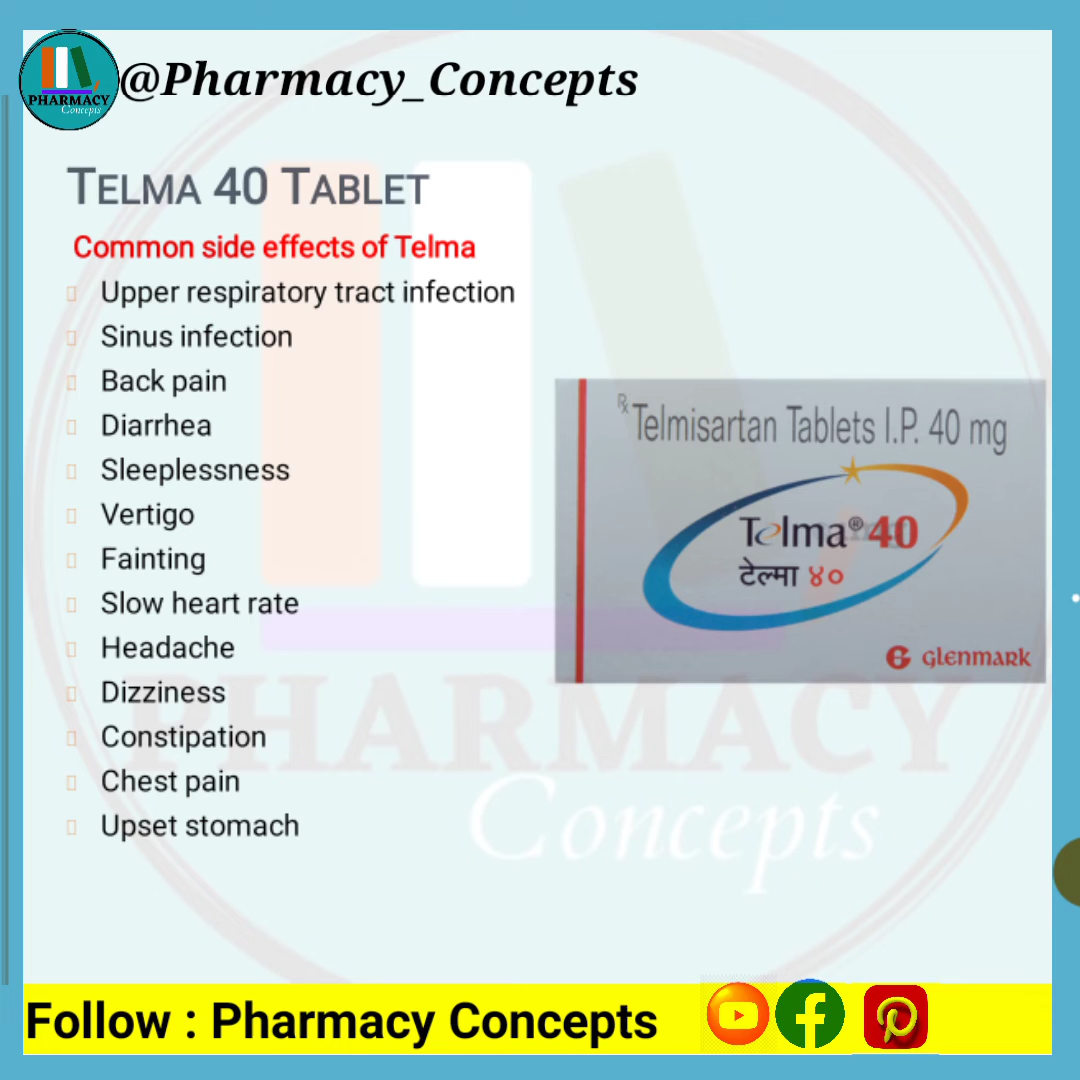 PHARMACY
Concepts
@Pharmacy_Concepts
TELMA 40 TABLET
Common side effects of Telma
Upper respiratory tract infection
Sinus infection
Back pain
Diarrhea
Sleeplessness
Vertigo
Fainting
Slow heart rate
Headache
Dizziness
Constipation
Chest pain
Upset stomach
Rx Telmisartan Tablets I.P. 40 mg
Telma® 40
टेल्मा ४०
glenmark
PHARMACY
Concepts
Follow : Pharmacy Concepts